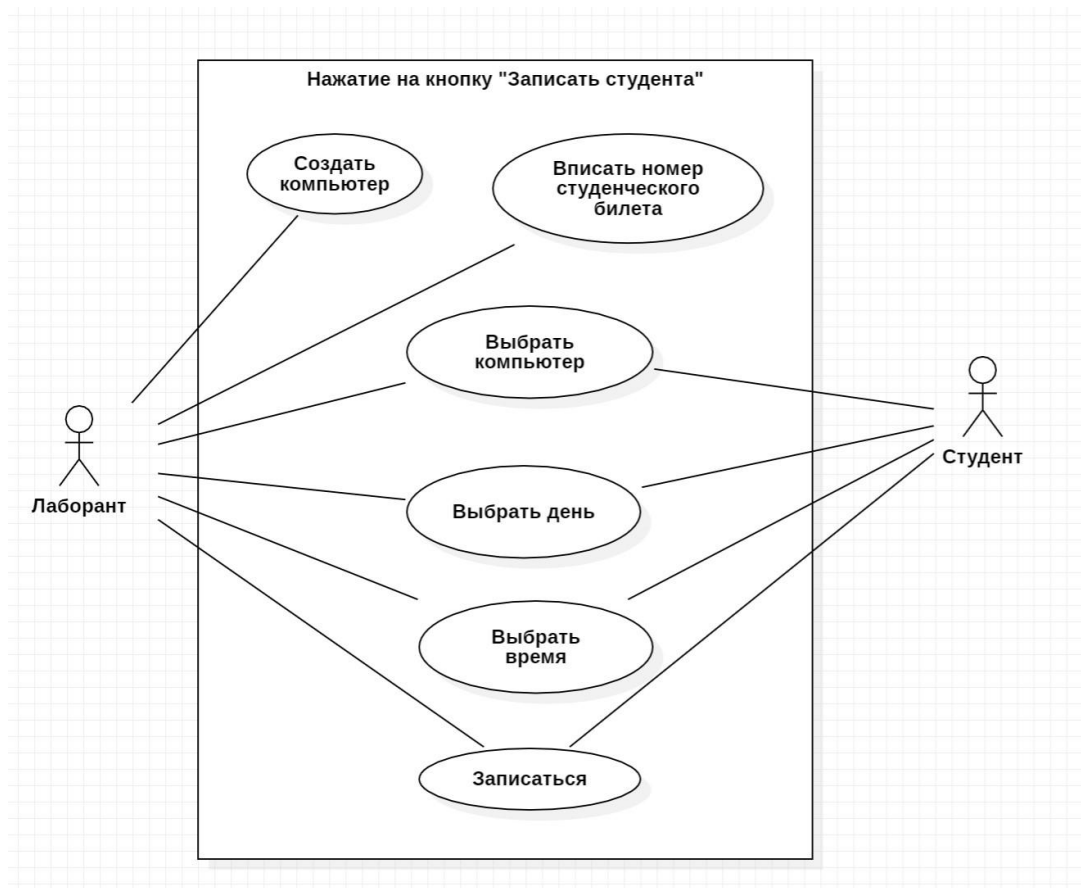 Нажатие на кнопку "Записать студента"
Создать
компьютер
Вписать номер
студенческого
билета
Выбрать
компьютер
Студент
Лаборант
Выбрать день
Выбрать
время
Записаться